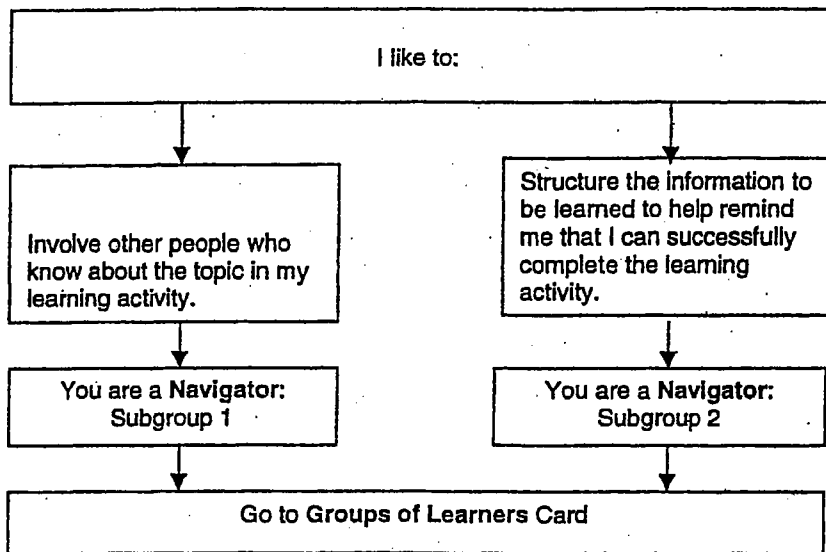 I like to:
Involve other people who
know about the topic in my
learning activity.
Structure the information to
be learned to help remind
me that I can successfully
complete the learning
activity.
You are a Navigator:
Subgroup 1
You are a Navigator:
Subgroup 2
Go to Groups of Learners Card